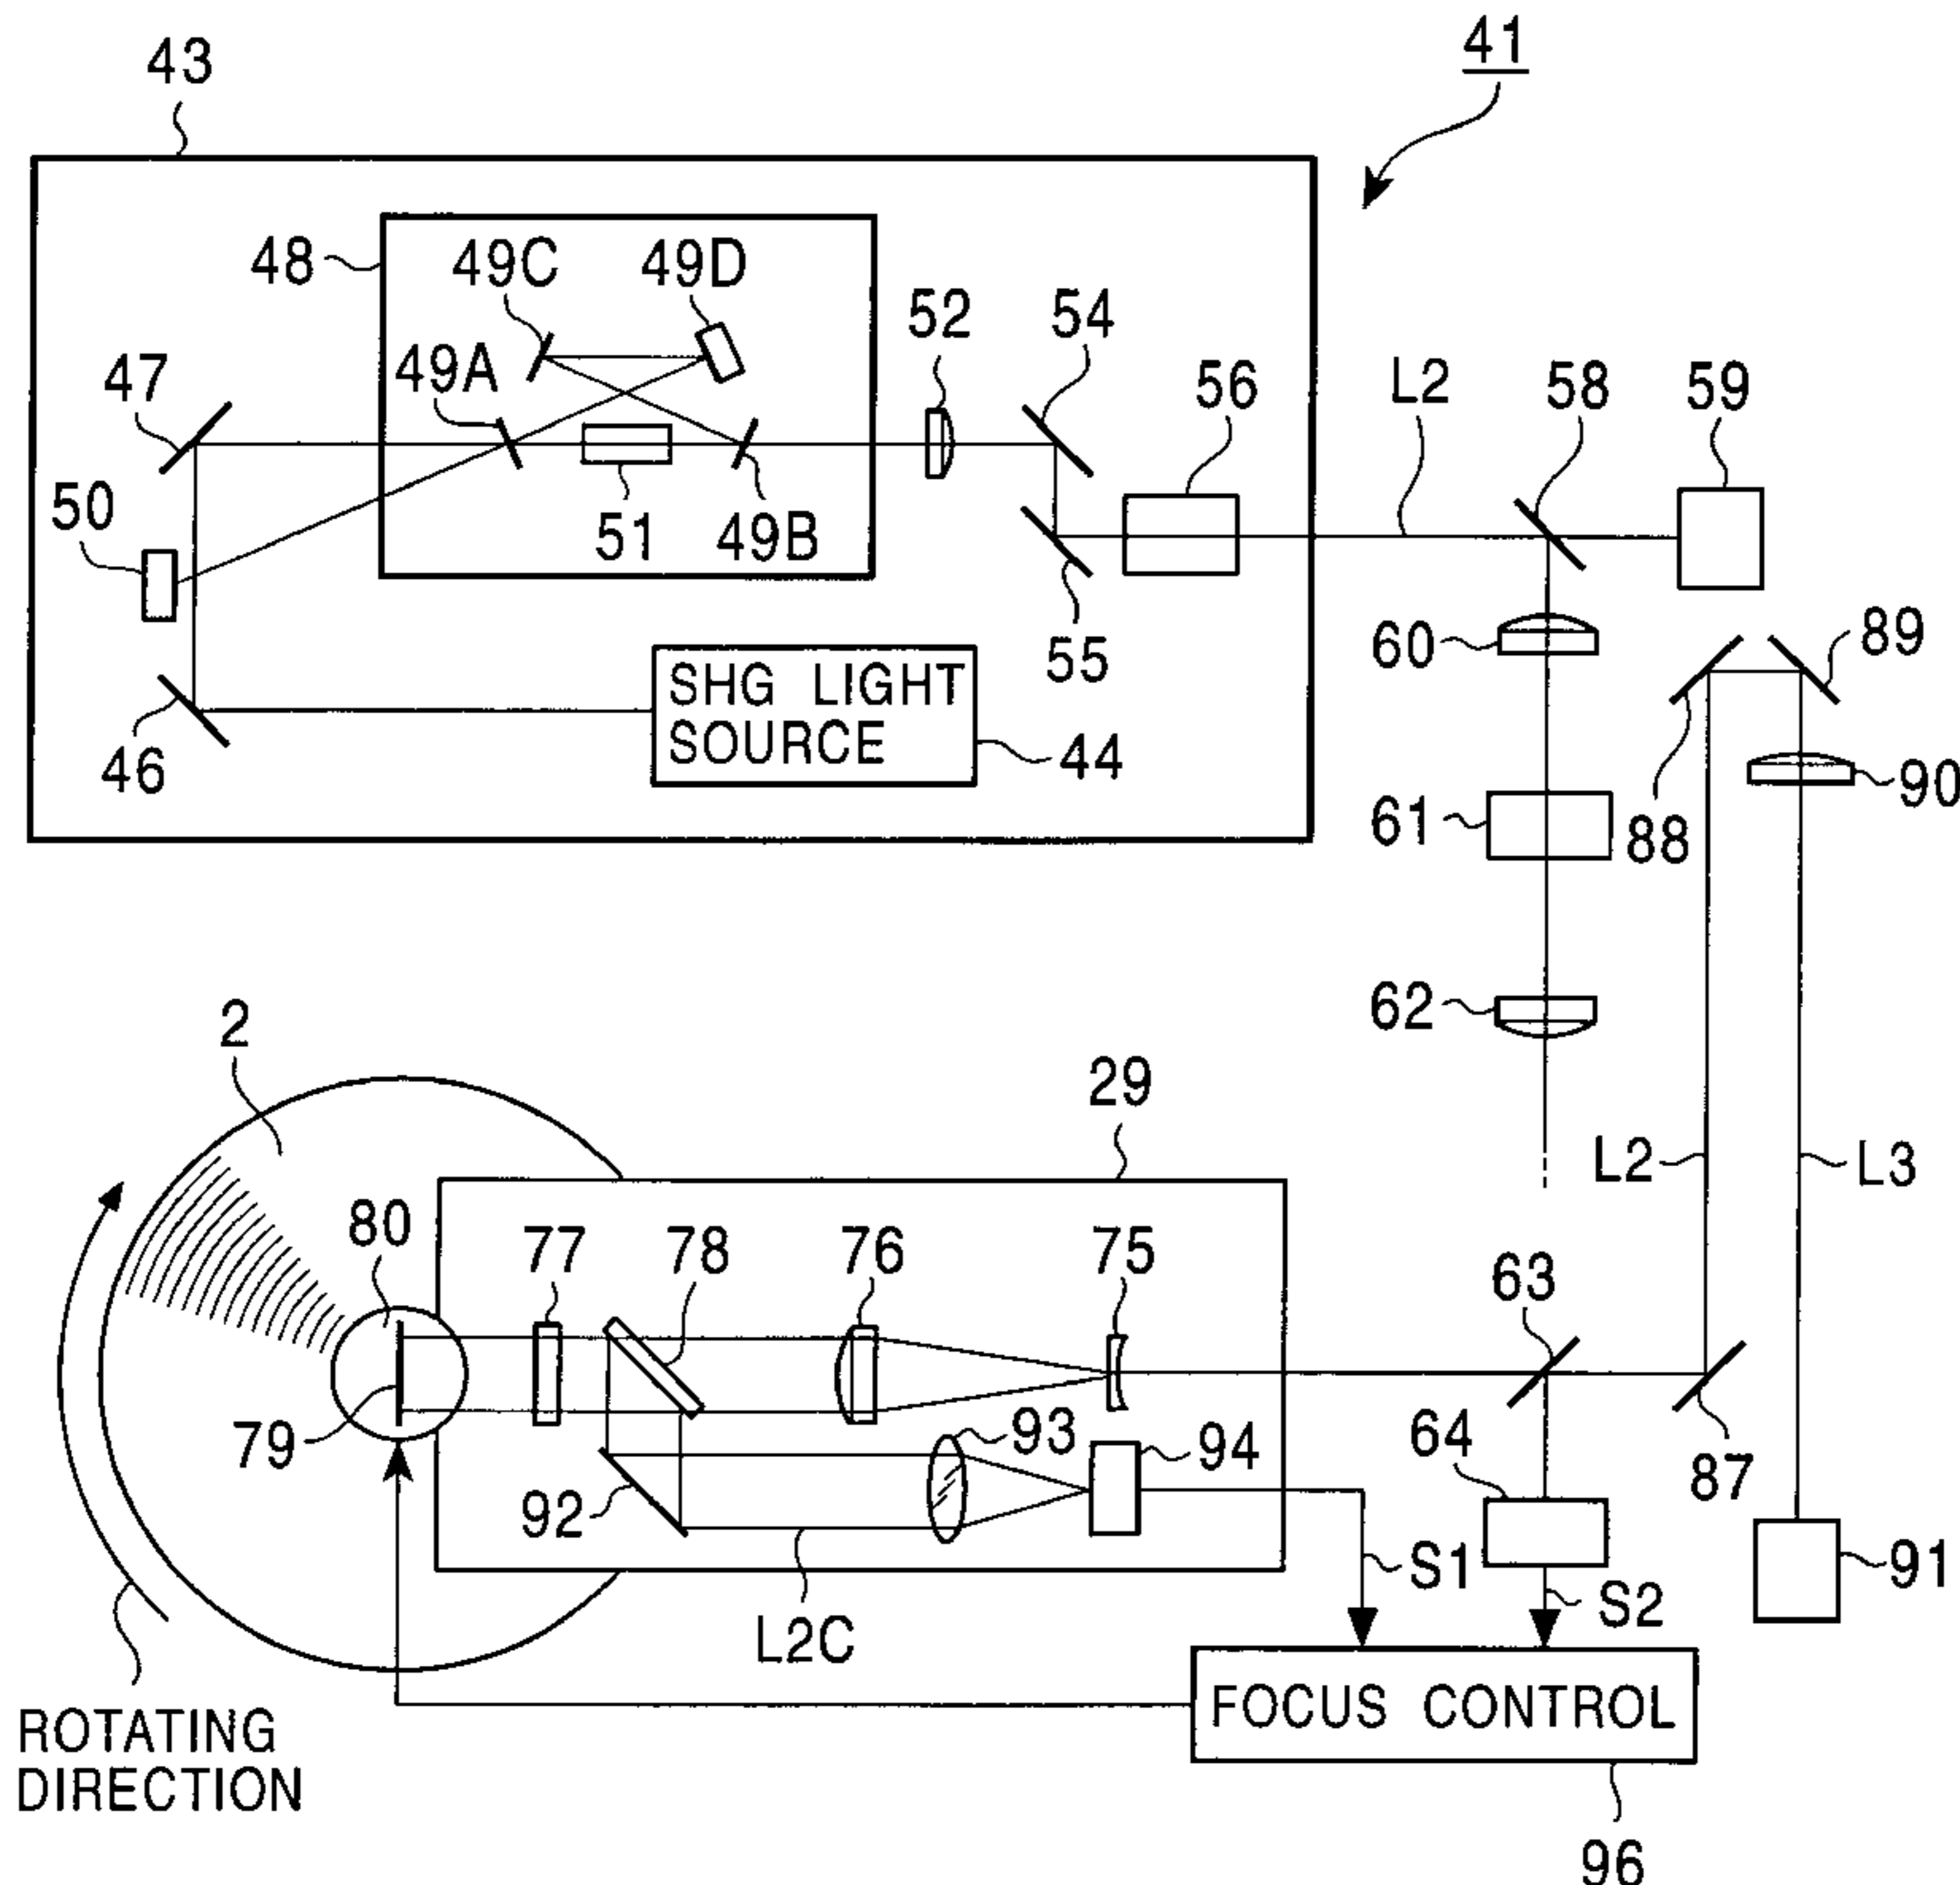 41
43
48
49C
49D
52
54
47
49A
56
L2
58
59
50
51
49B
55
60
89
SHG LIGHT
SOURCE
46
44
61
88
90
62
2
29
L2
L3
80
77
78
76
75
63
79
92
93
94
64
87
S1
S2
91
L2C
FOCUS CONTROL
ROTATING
DIRECTION
96